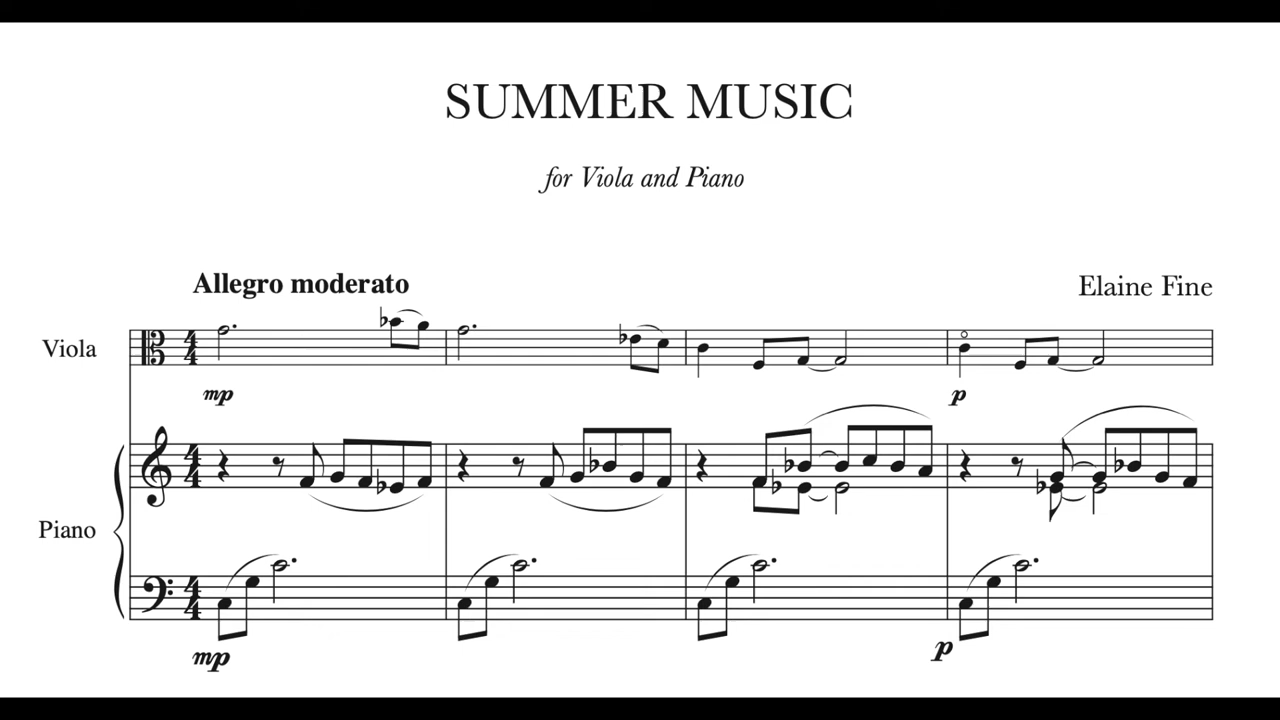 SUMMER MUSIC
for Viola and Piano
Allegro moderato
Elaine Fine
Viola
mp
p
Piano
mp
p